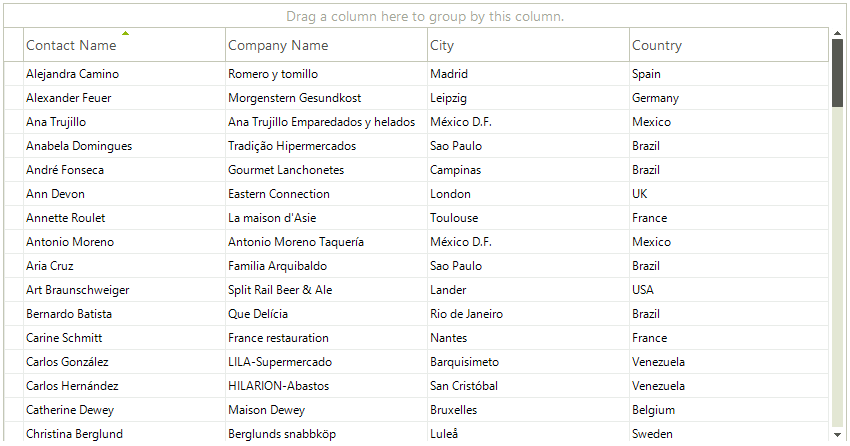 Drag a column here to group by this column.
Contact Name Company Name City Country
Alejandra Camino Romero y tomillo Madrid Spain
Alexander Feuer Morgenstern Gesundkost Leipzig Germany
Ana Trujillo Ana Trujillo Emparedados y helados México D.F. Mexico
Anabela Domingues Tradição Hipermercados Sao Paulo Brazil
André Fonseca Gourmet Lanchonetes Campinas Brazil
Ann Devon Eastern Connection London UK
Annette Roulet La maison d'Asie Toulouse France
Antonio Moreno Antonio Moreno Taquería México D.F. Mexico
Aria Cruz Familia Arquibaldo Sao Paulo Brazil
Art Braunschweiger Split Rail Beer & Ale Lander USA
Bernardo Batista Que Delícia Rio de Janeiro Brazil
Carine Schmitt France restauration Nantes France
Carlos González LILA-Supermercado Barquisimeto Venezuela
Carlos Hernández HILARION-Abastos San Cristóbal Venezuela
Catherine Dewey Maison Dewey Bruxelles Belgium
Christina Berglund Berglunds snabbköp Luleå Sweden